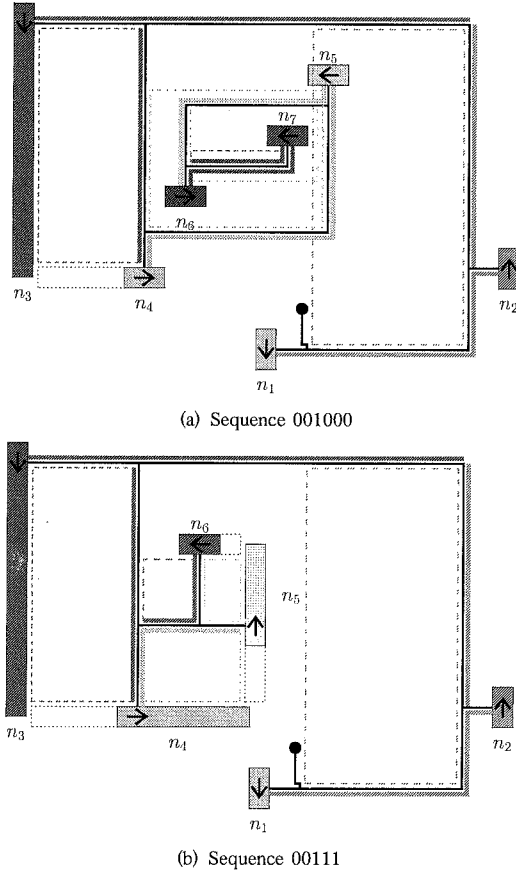 n5
n7
n6
n3
n4
n2
n1
(a) Sequence 001000
n6
n5
n3
n4
n2
n1
(b) Sequence 00111